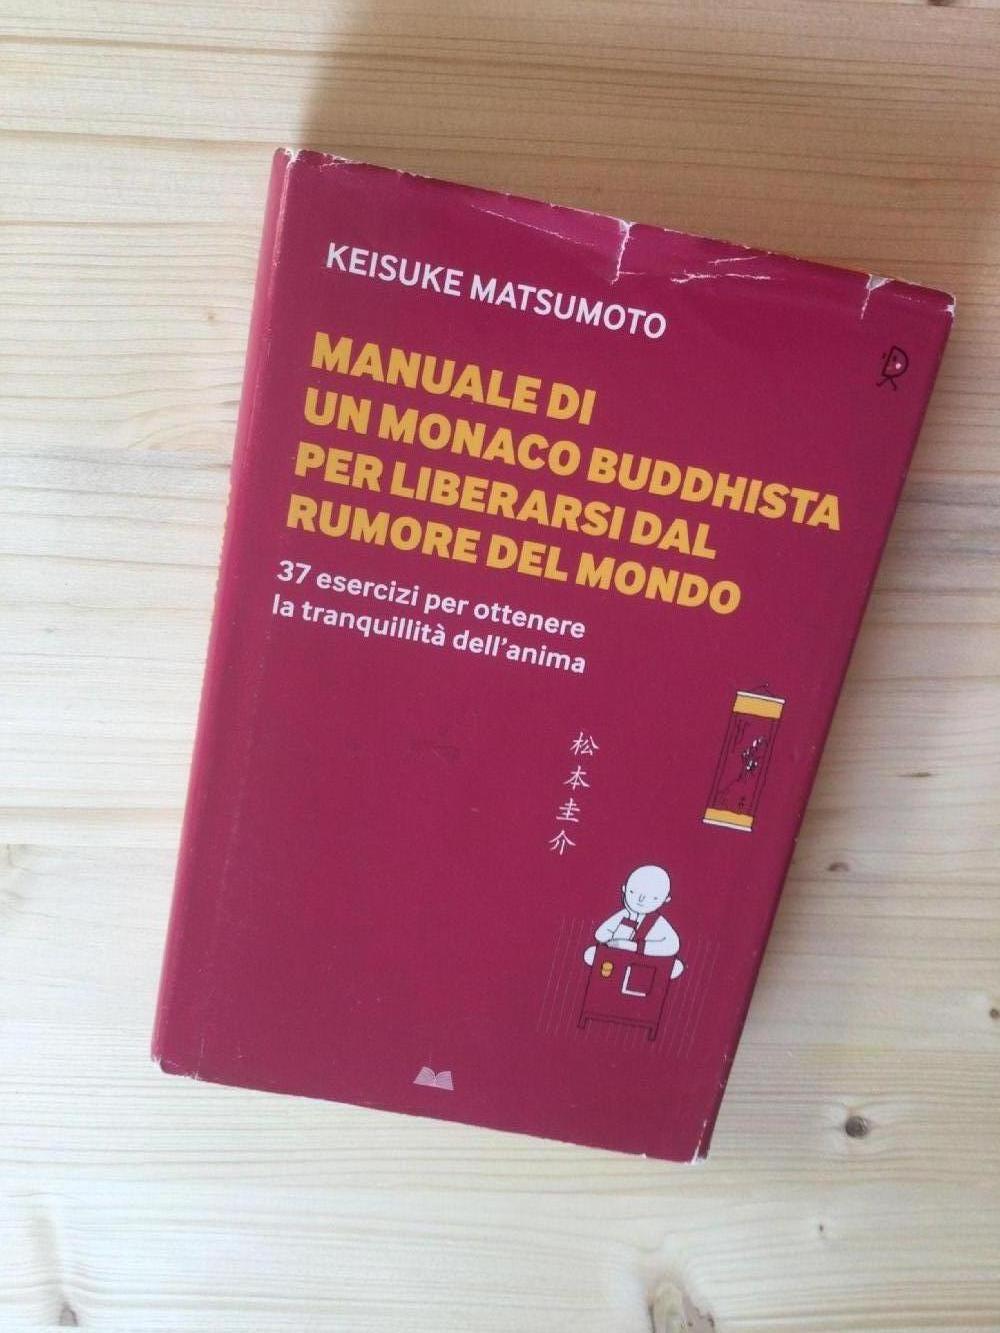 KEISUKE MATSUMOTO
MANUALE DI
UN MONACO BUDDHISTA
PER LIBERARSI DAL
RUMORE DEL MONDO
37 esercizi per ottenere
la tranquillità dell'anima
松
本
圭
介